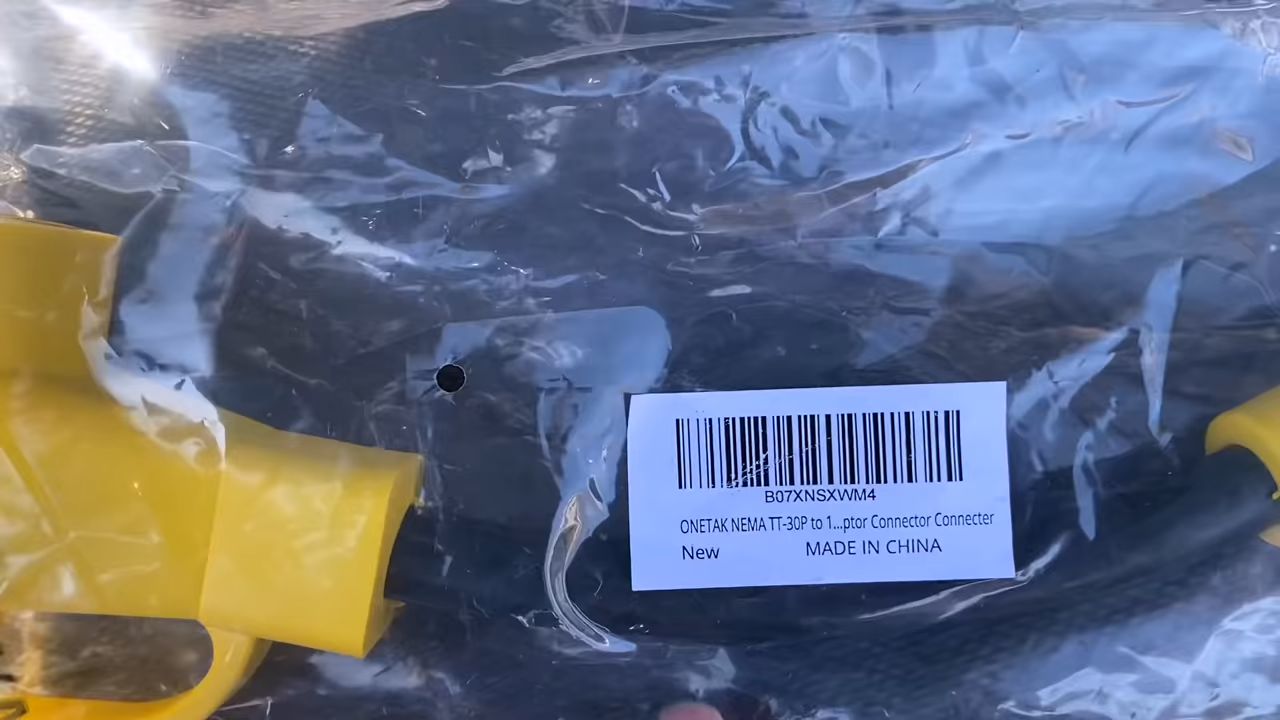 B07XNSXWM4
ONETAK NEMA TT-30P to 1...ptor Connector Connecter
New MADE IN CHINA